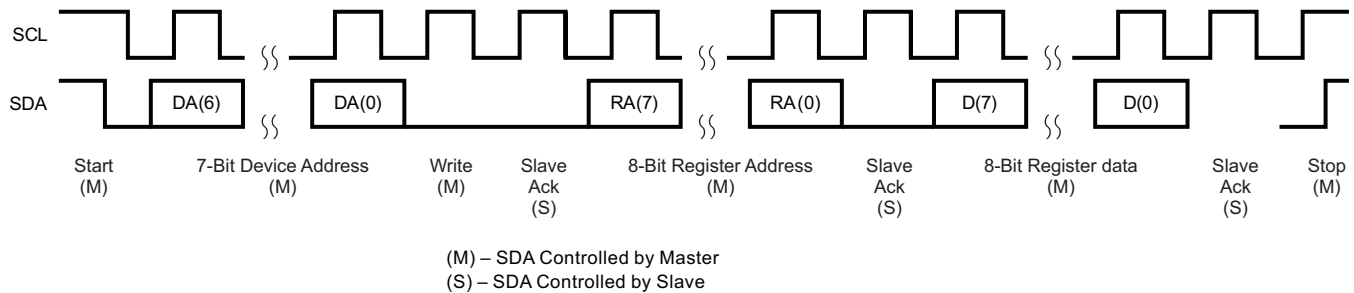 SCL
SDA
DA(6)
DA(0)
RA(7)
RA(0)
D(7)
D(0)
Start
(M)
7-Bit Device Address
(M)
Write
(M)
Slave
Ack
(S)
8-Bit Register Address
(M)
Slave
Ack
(S)
8-Bit Register data
(M)
Slave
Ack
(S)
Stop
(M)
(M) – SDA Controlled by Master
(S) – SDA Controlled by Slave